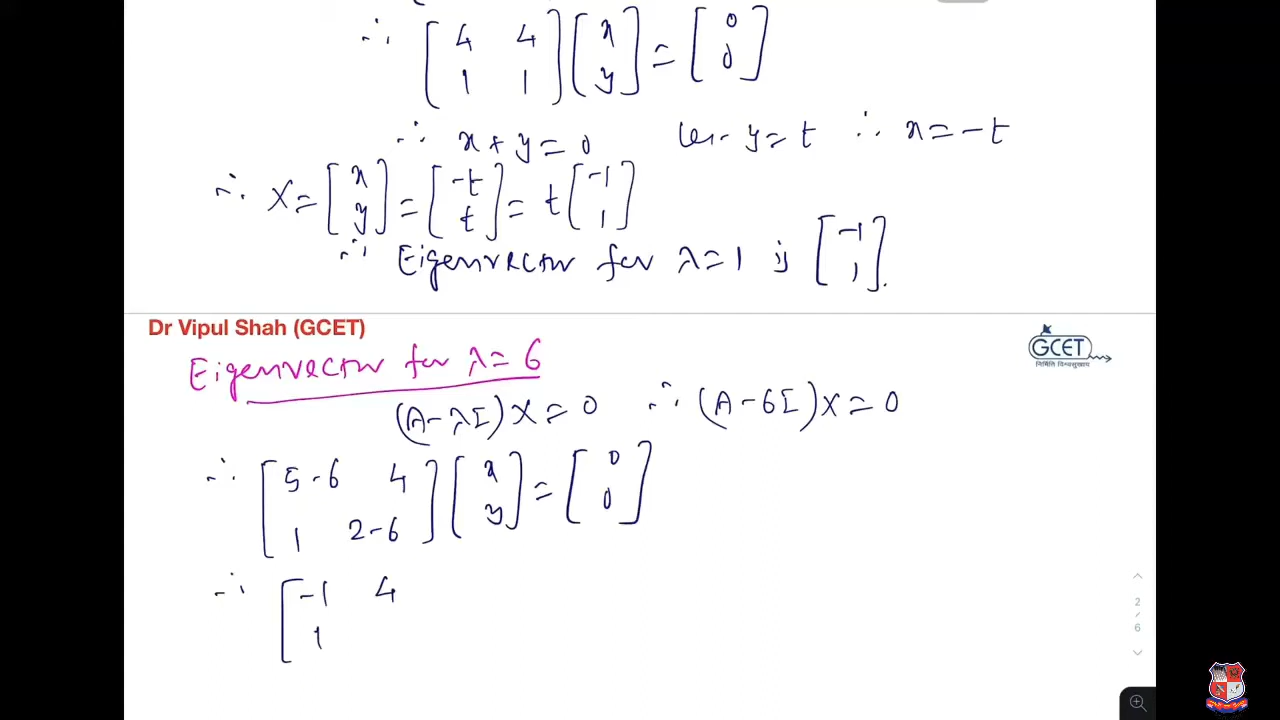 ∴ [4 4; 1 1] [x; y] = [0; 0]
∴ x + y = 0 let y = t ∴ x = -t
∴ X = [x; y] = [-t; t] = t [-1; 1]
∴ Eigenvector for λ = 1 is [-1; 1].
Dr Vipul Shah (GCET)
GCET
Eigenvector for λ = 6
(A - λI) X = 0 ∴ (A - 6I) X = 0
∴ [5-6 4; 1 2-6] [x; y] = [0; 0]
∴ [-1 4; 1
2
/
6